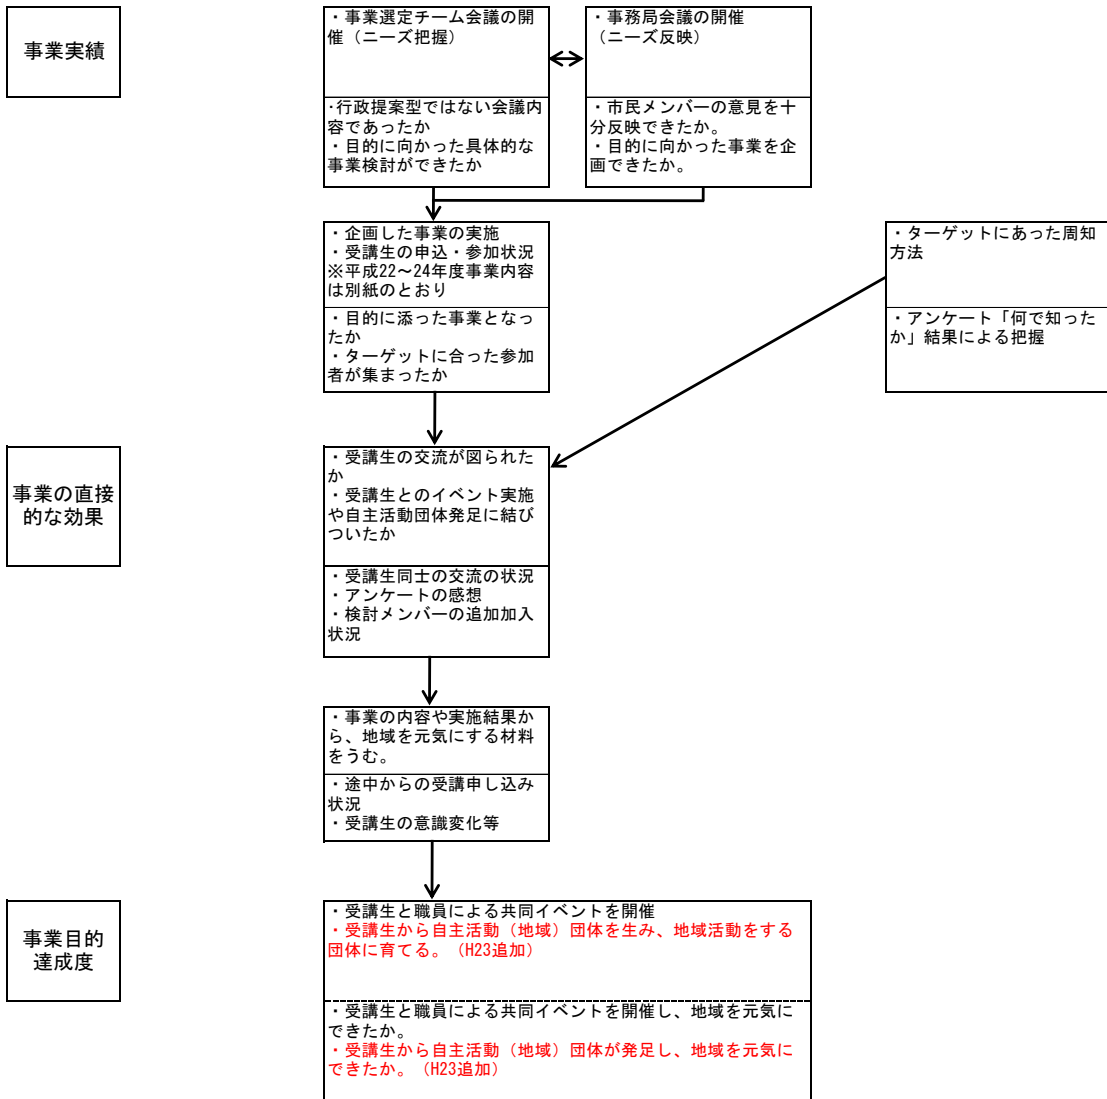 事業実績
・事業選定チーム会議の開
催（ニーズ把握）
・行政提案型ではない会議内
容であったか
・目的に向かった具体的な
事業検討ができたか
・事務局会議の開催
（ニーズ反映）
・市民メンバーの意見を十
分反映できたか。
・目的に向かった事業を企
画できたか。
・企画した事業の実施
・受講生の申込・参加状況
※平成22～24年度事業内容
は別紙のとおり
・目的に添った事業となっ
たか
・ターゲットに合った参加
者が集まったか
・ターゲットにあった周知
方法
・アンケート「何で知った
か」結果による把握
事業の直接
的な効果
・受講生の交流が図られた
か
・受講生とのイベント実施
や自主活動団体発足に結び
ついたか
・受講生同士の交流の状況
・アンケートの感想
・検討メンバーの追加加入
状況
・事業の内容や実施結果か
ら、地域を元気にする材料
をうむ。
・途中からの受講申し込み
状況
・受講生の意識変化等
事業目的
達成度
・受講生と職員による共同イベントを開催
・受講生から自主活動（地域）団体を生み、地域活動をする
団体に育てる。（H23追加）
・受講生と職員による共同イベントを開催し、地域を元気に
できたか。
・受講生から自主活動（地域）団体が発足し、地域を元気に
できたか。（H23追加）